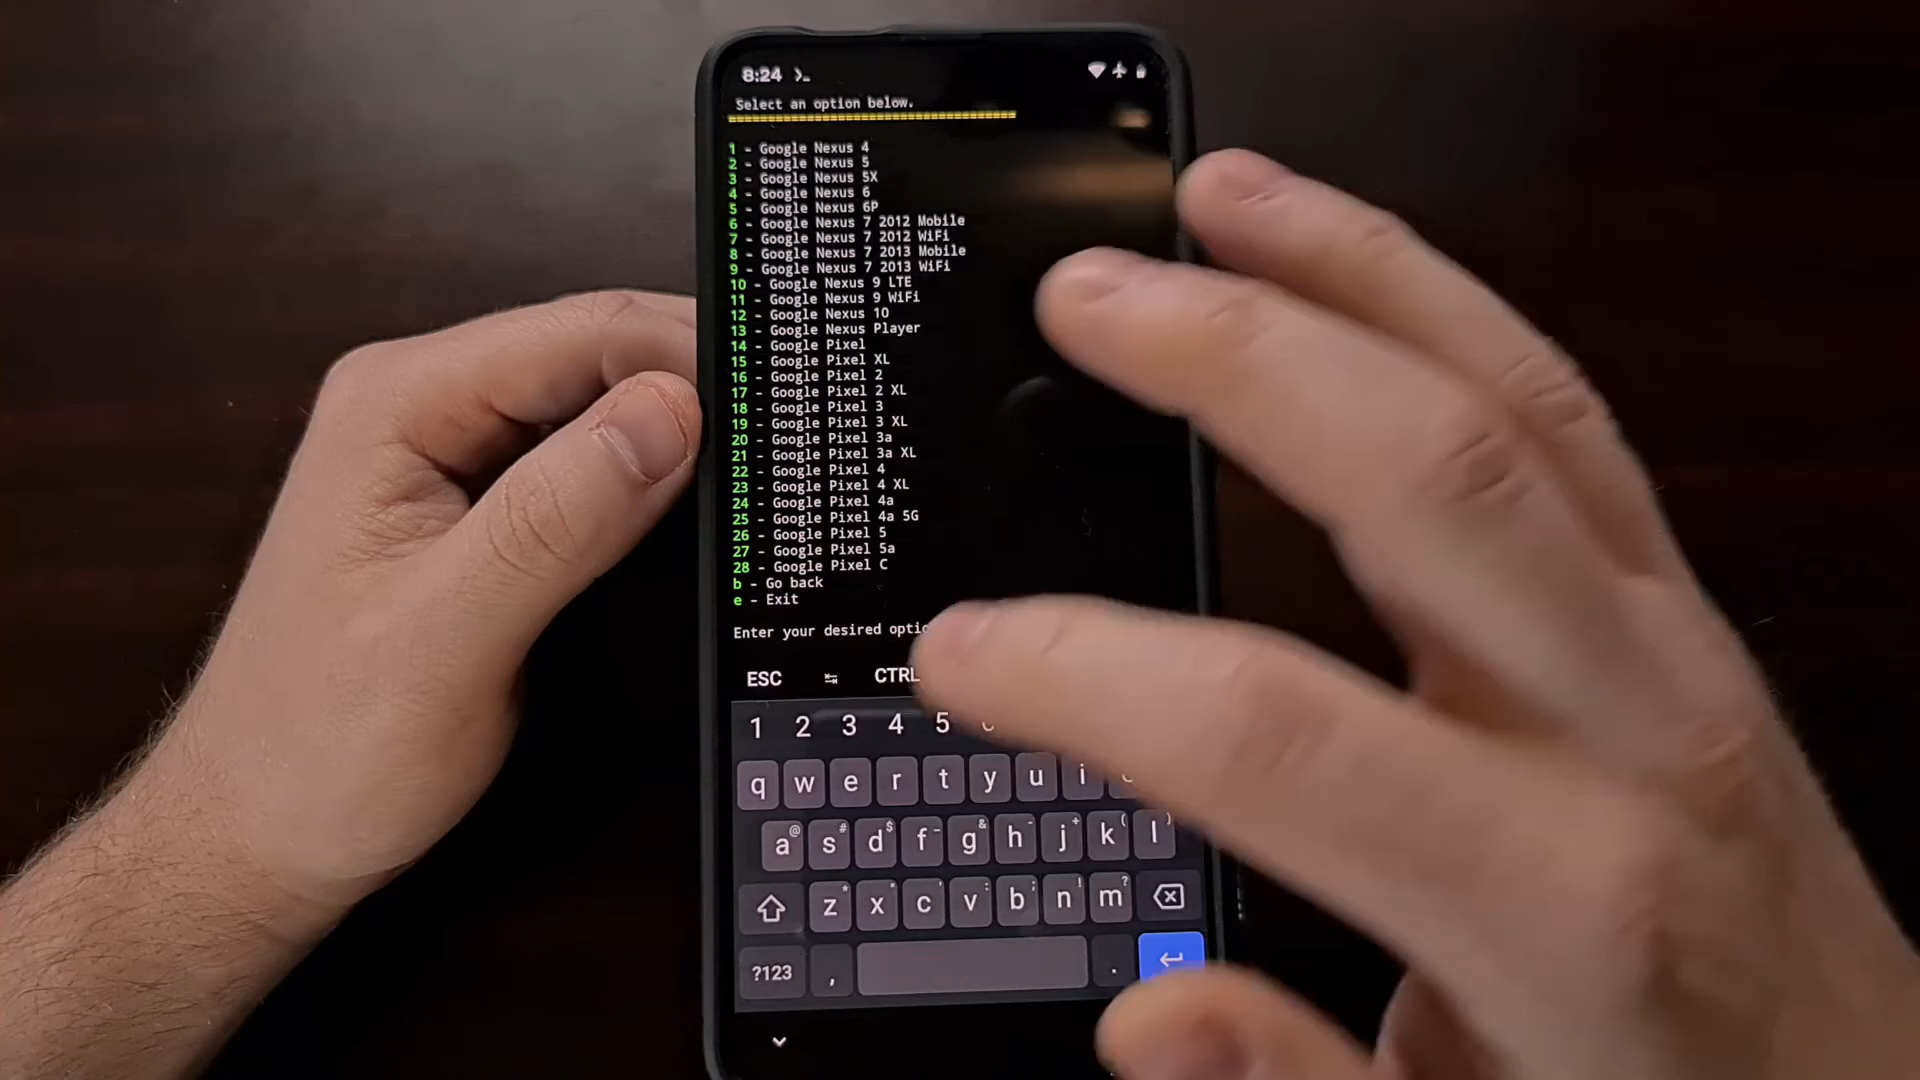 8:24
Select an option below.
1 - Google Nexus 4
2 - Google Nexus 5
3 - Google Nexus 5X
4 - Google Nexus 6
5 - Google Nexus 6P
6 - Google Nexus 7 2012 Mobile
7 - Google Nexus 7 2012 WiFi
8 - Google Nexus 7 2013 Mobile
9 - Google Nexus 7 2013 WiFi
10 - Google Nexus 9 LTE
11 - Google Nexus 9 WiFi
12 - Google Nexus 10
13 - Google Nexus Player
14 - Google Pixel
15 - Google Pixel XL
16 - Google Pixel 2
17 - Google Pixel 2 XL
18 - Google Pixel 3
19 - Google Pixel 3 XL
20 - Google Pixel 3a
21 - Google Pixel 3a XL
22 - Google Pixel 4
23 - Google Pixel 4 XL
24 - Google Pixel 4a
25 - Google Pixel 4a 5G
26 - Google Pixel 5
27 - Google Pixel 5a
28 - Google Pixel C
b - Go back
e - Exit
Enter your desired optio
ESC CTRL
1 2 3 4 5
q w e r t y u i
a s d f g h j k l
z x c v b n m
?123 , .